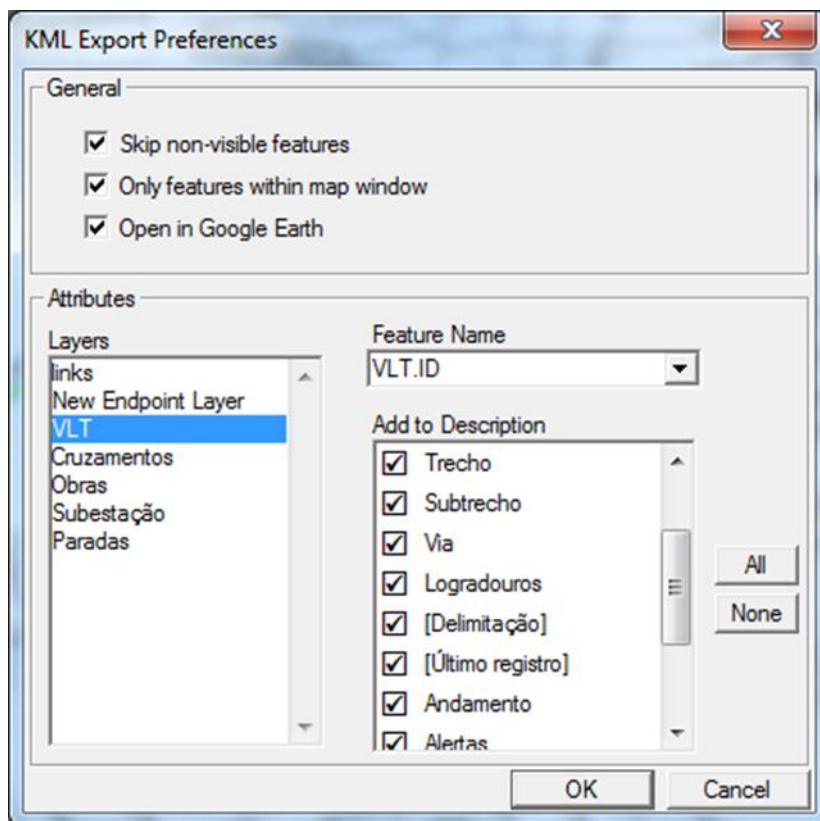 KML Export Preferences
General
Skip non-visible features
Only features within map window
Open in Google Earth
Attributes
Layers
links
New Endpoint Layer
VLT
Cruzamentos
Obras
Subestação
Paradas
Feature Name
VLT.ID
Add to Description
Trecho
Subtrecho
Via
Logradouros
[Delimitação]
[Último registro]
Andamento
Alertas
All
None
OK
Cancel